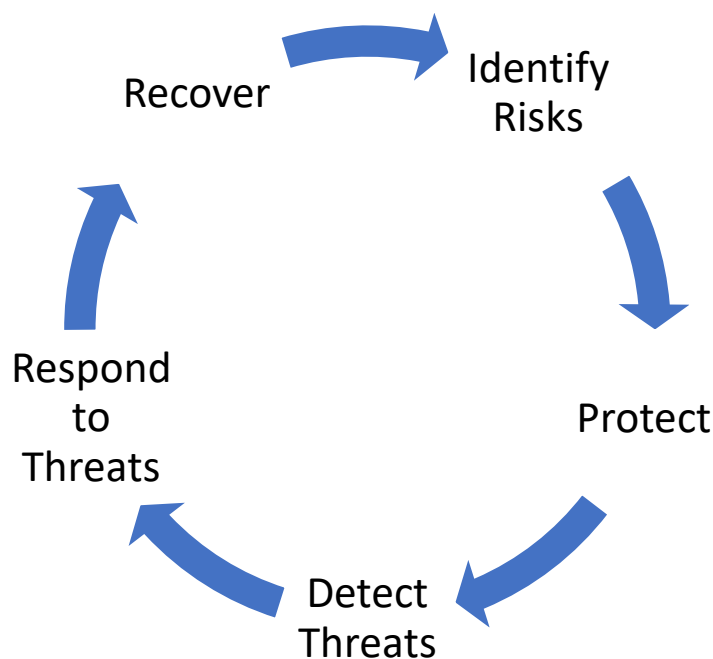 Identify
Risks
Protect
Detect
Threats
Respond
to
Threats
Recover